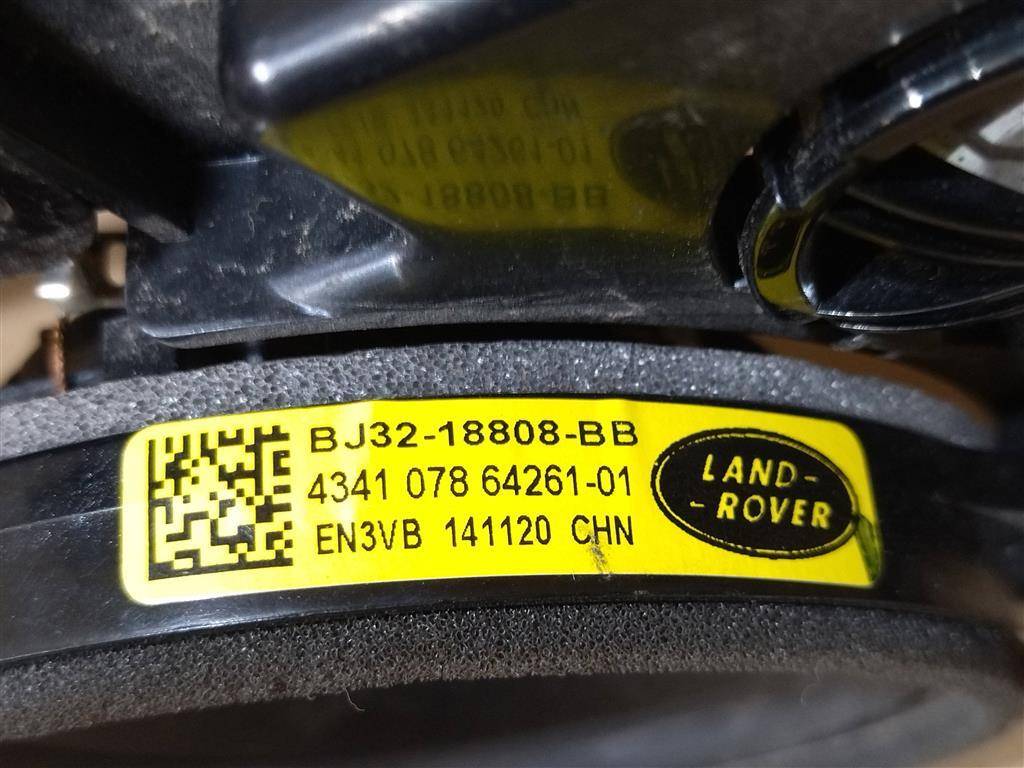 BJ32-18808-BB
4341 078 64261-01
EN3VB 141120 CHN
LAND-
-ROVER